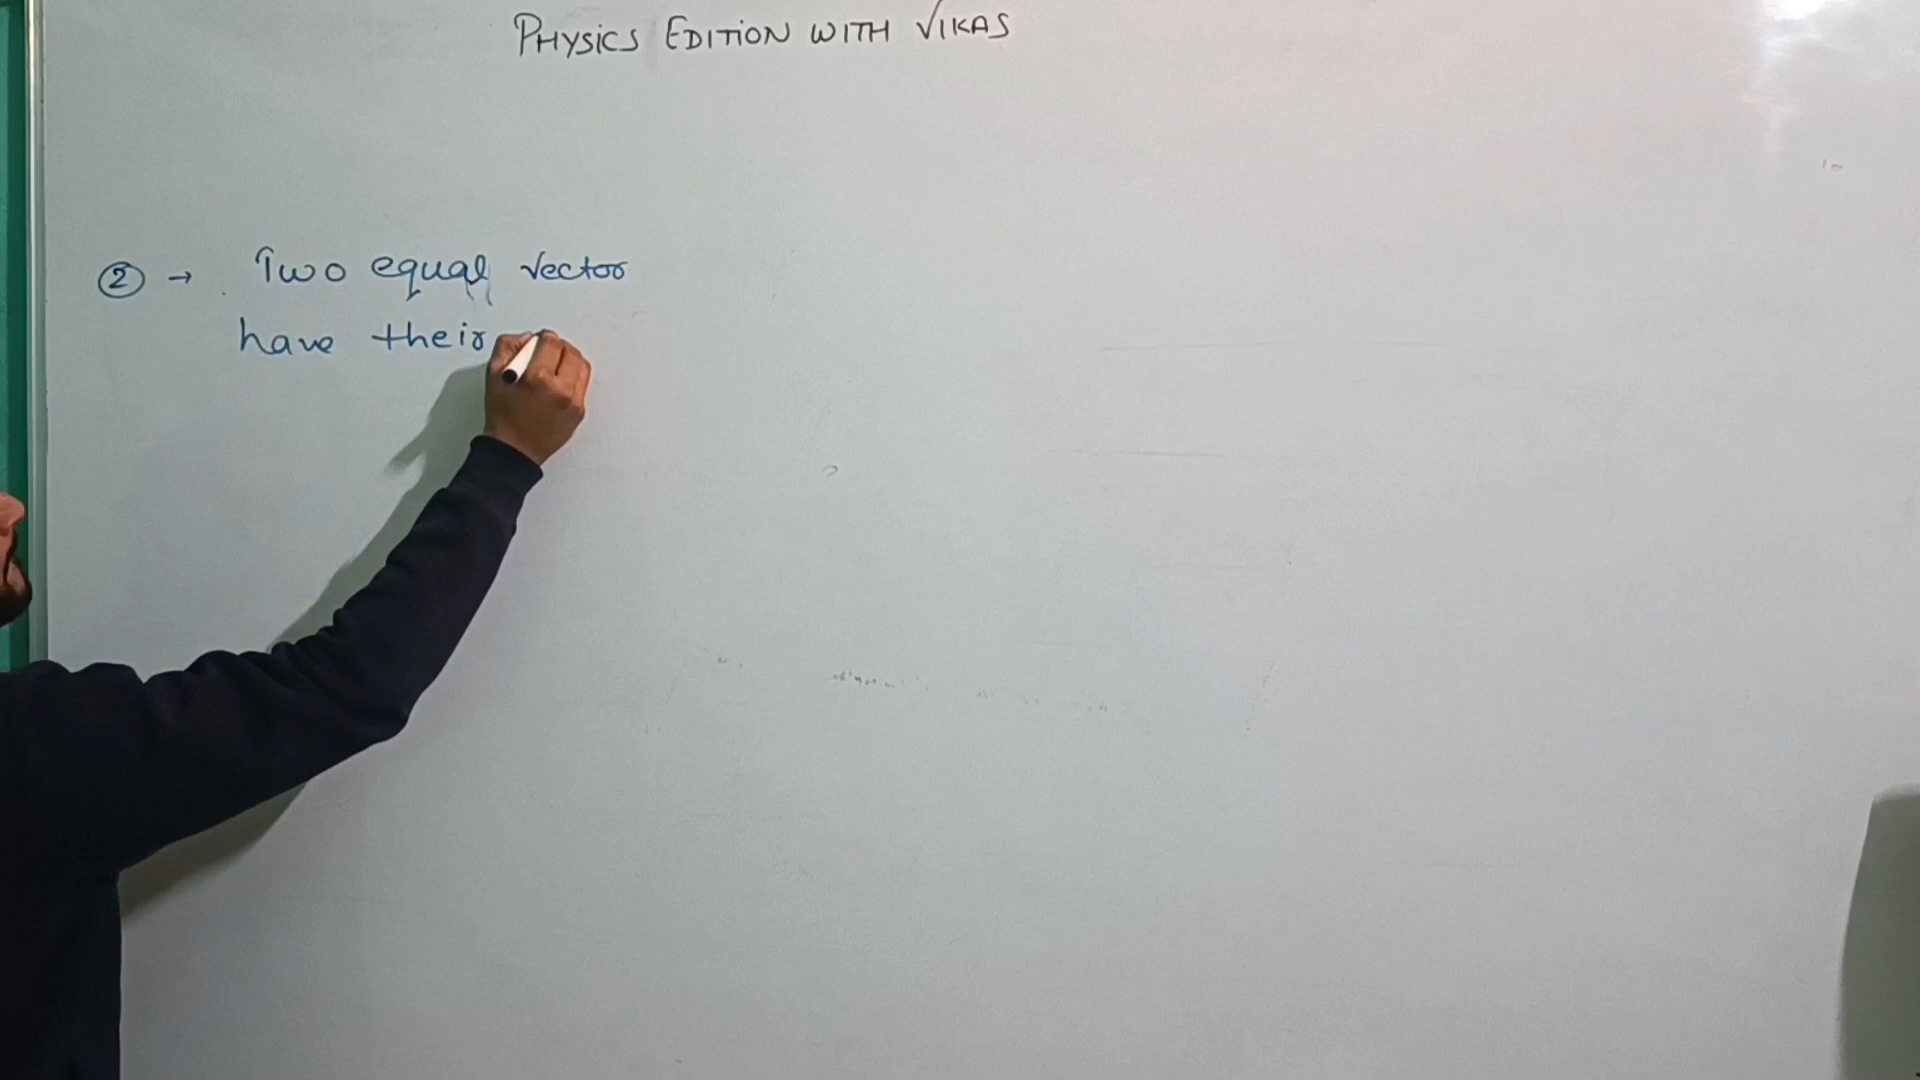 PHYSICS EDITION WITH VIKAS
② → Two equal vector
have their